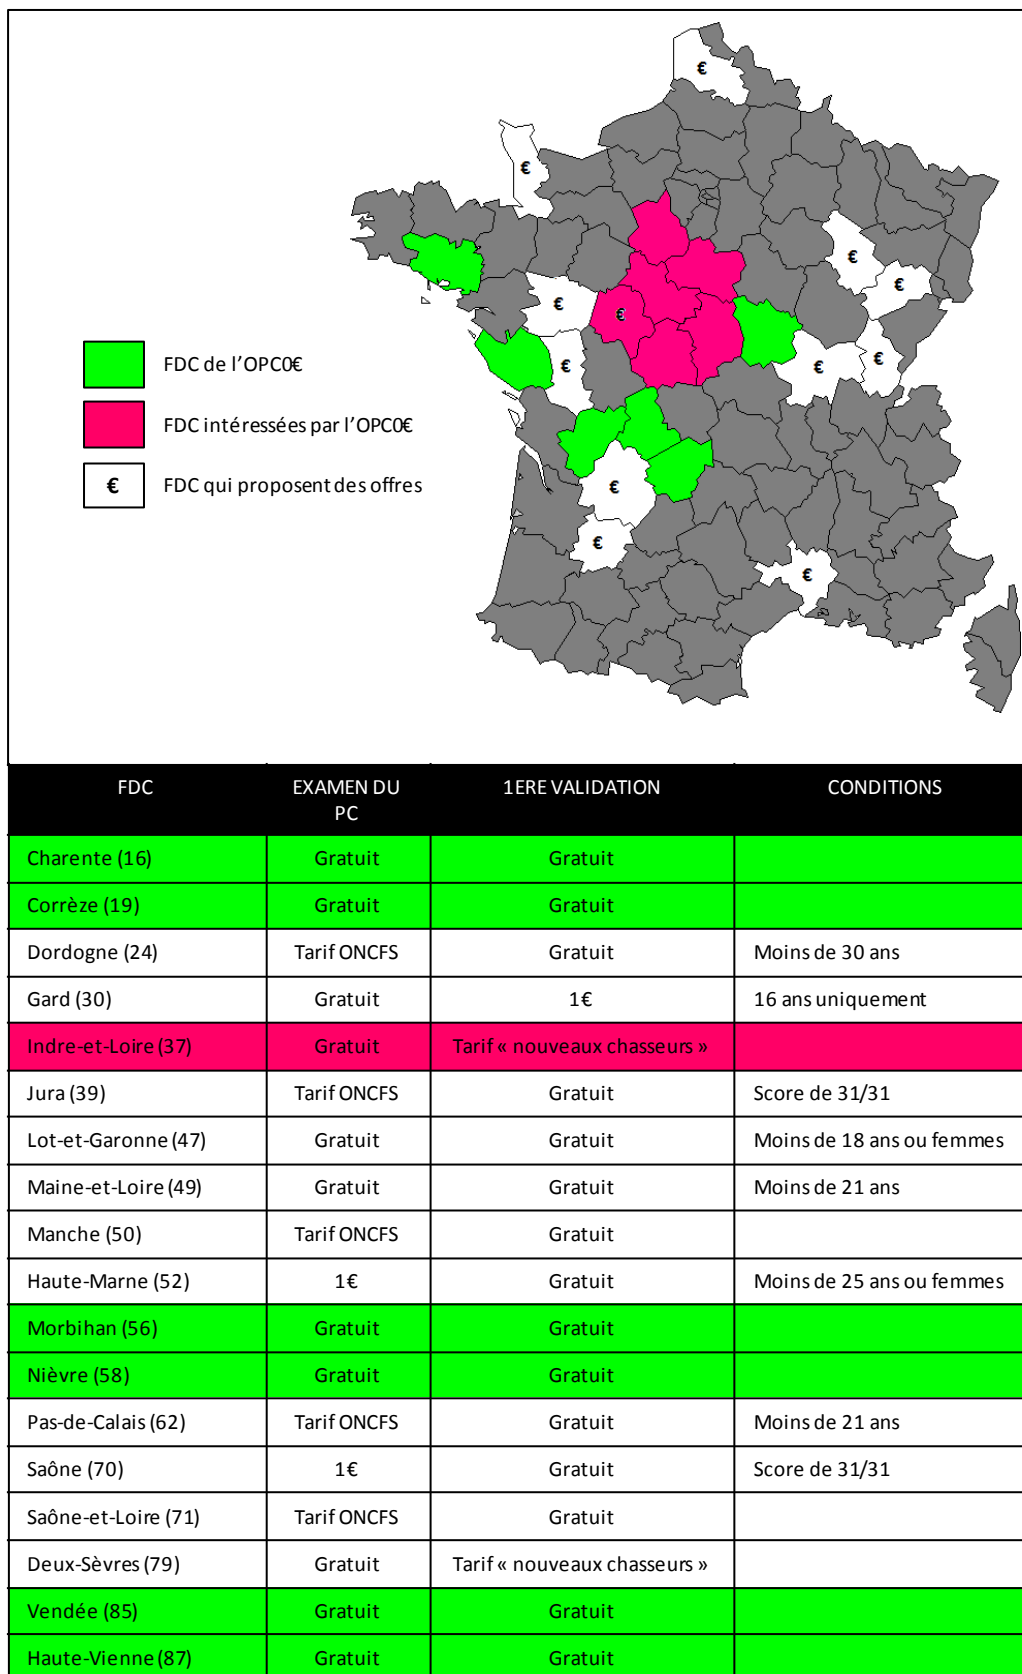 €
€
€
€
€
€
€
€
€
€
€
€
FDC de l'OPC0€
FDC intéressées par l'OPC0€
€ FDC qui proposent des offres
FDC EXAMEN DU PC 1ERE VALIDATION CONDITIONS
Charente (16) Gratuit Gratuit
Corrèze (19) Gratuit Gratuit
Dordogne (24) Tarif ONCFS Gratuit Moins de 30 ans
Gard (30) Gratuit 1€ 16 ans uniquement
Indre-et-Loire (37) Gratuit Tarif « nouveaux chasseurs »
Jura (39) Tarif ONCFS Gratuit Score de 31/31
Lot-et-Garonne (47) Gratuit Gratuit Moins de 18 ans ou femmes
Maine-et-Loire (49) Gratuit Gratuit Moins de 21 ans
Manche (50) Tarif ONCFS Gratuit
Haute-Marne (52) 1€ Gratuit Moins de 25 ans ou femmes
Morbihan (56) Gratuit Gratuit
Nièvre (58) Gratuit Gratuit
Pas-de-Calais (62) Tarif ONCFS Gratuit Moins de 21 ans
Saône (70) 1€ Gratuit Score de 31/31
Saône-et-Loire (71) Tarif ONCFS Gratuit
Deux-Sèvres (79) Gratuit Tarif « nouveaux chasseurs »
Vendée (85) Gratuit Gratuit
Haute-Vienne (87) Gratuit Gratuit